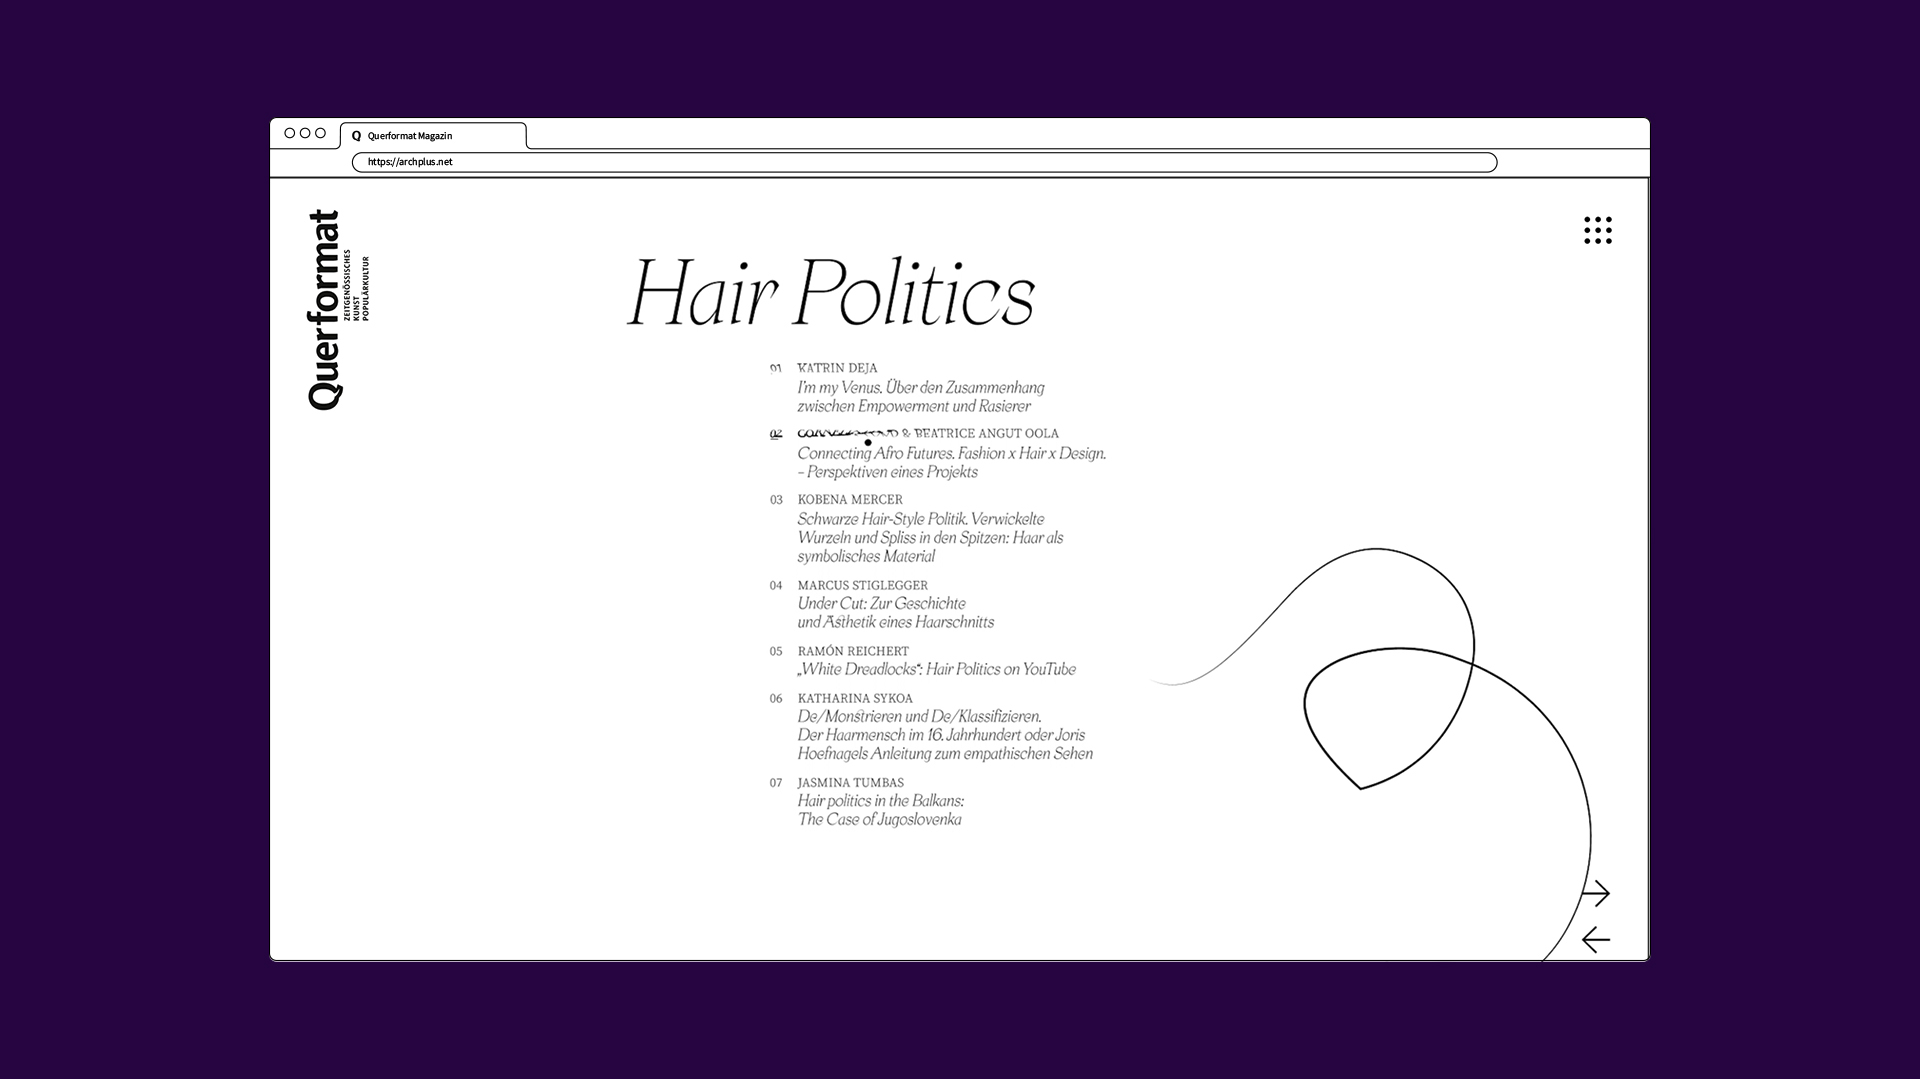 Querformat Magazin
https://archplus.net
Querformat
ZEITGENÖSSISCHES
KUNST
POPULÄRKULTUR
Hair Politics
01 KATRIN DEJA
I'm my Venus. Über den Zusammenhang
zwischen Empowerment und Rasierer
02 & BEATRICE ANGUT OOLA
Connecting Afro Futures. Fashion x Hair x Design.
– Perspektiven eines Projekts
03 KOBENA MERCER
Schwarze Hair-Style Politik. Verwickelte
Wurzeln und Spliss in den Spitzen: Haar als
symbolisches Material
04 MARCUS STIGLEGGER
Under Cut: Zur Geschichte
und Ästhetik eines Haarschnitts
05 RAMÓN REICHERT
„White Dreadlocks“: Hair Politics on YouTube
06 KATHARINA SYKOA
De/Monstrieren und De/Klassifizieren.
Der Haarmensch im 16. Jahrhundert oder Joris
Hoefnagels Anleitung zum empathischen Sehen
07 JASMINA TUMBAS
Hair politics in the Balkans:
The Case of Jugoslovenka